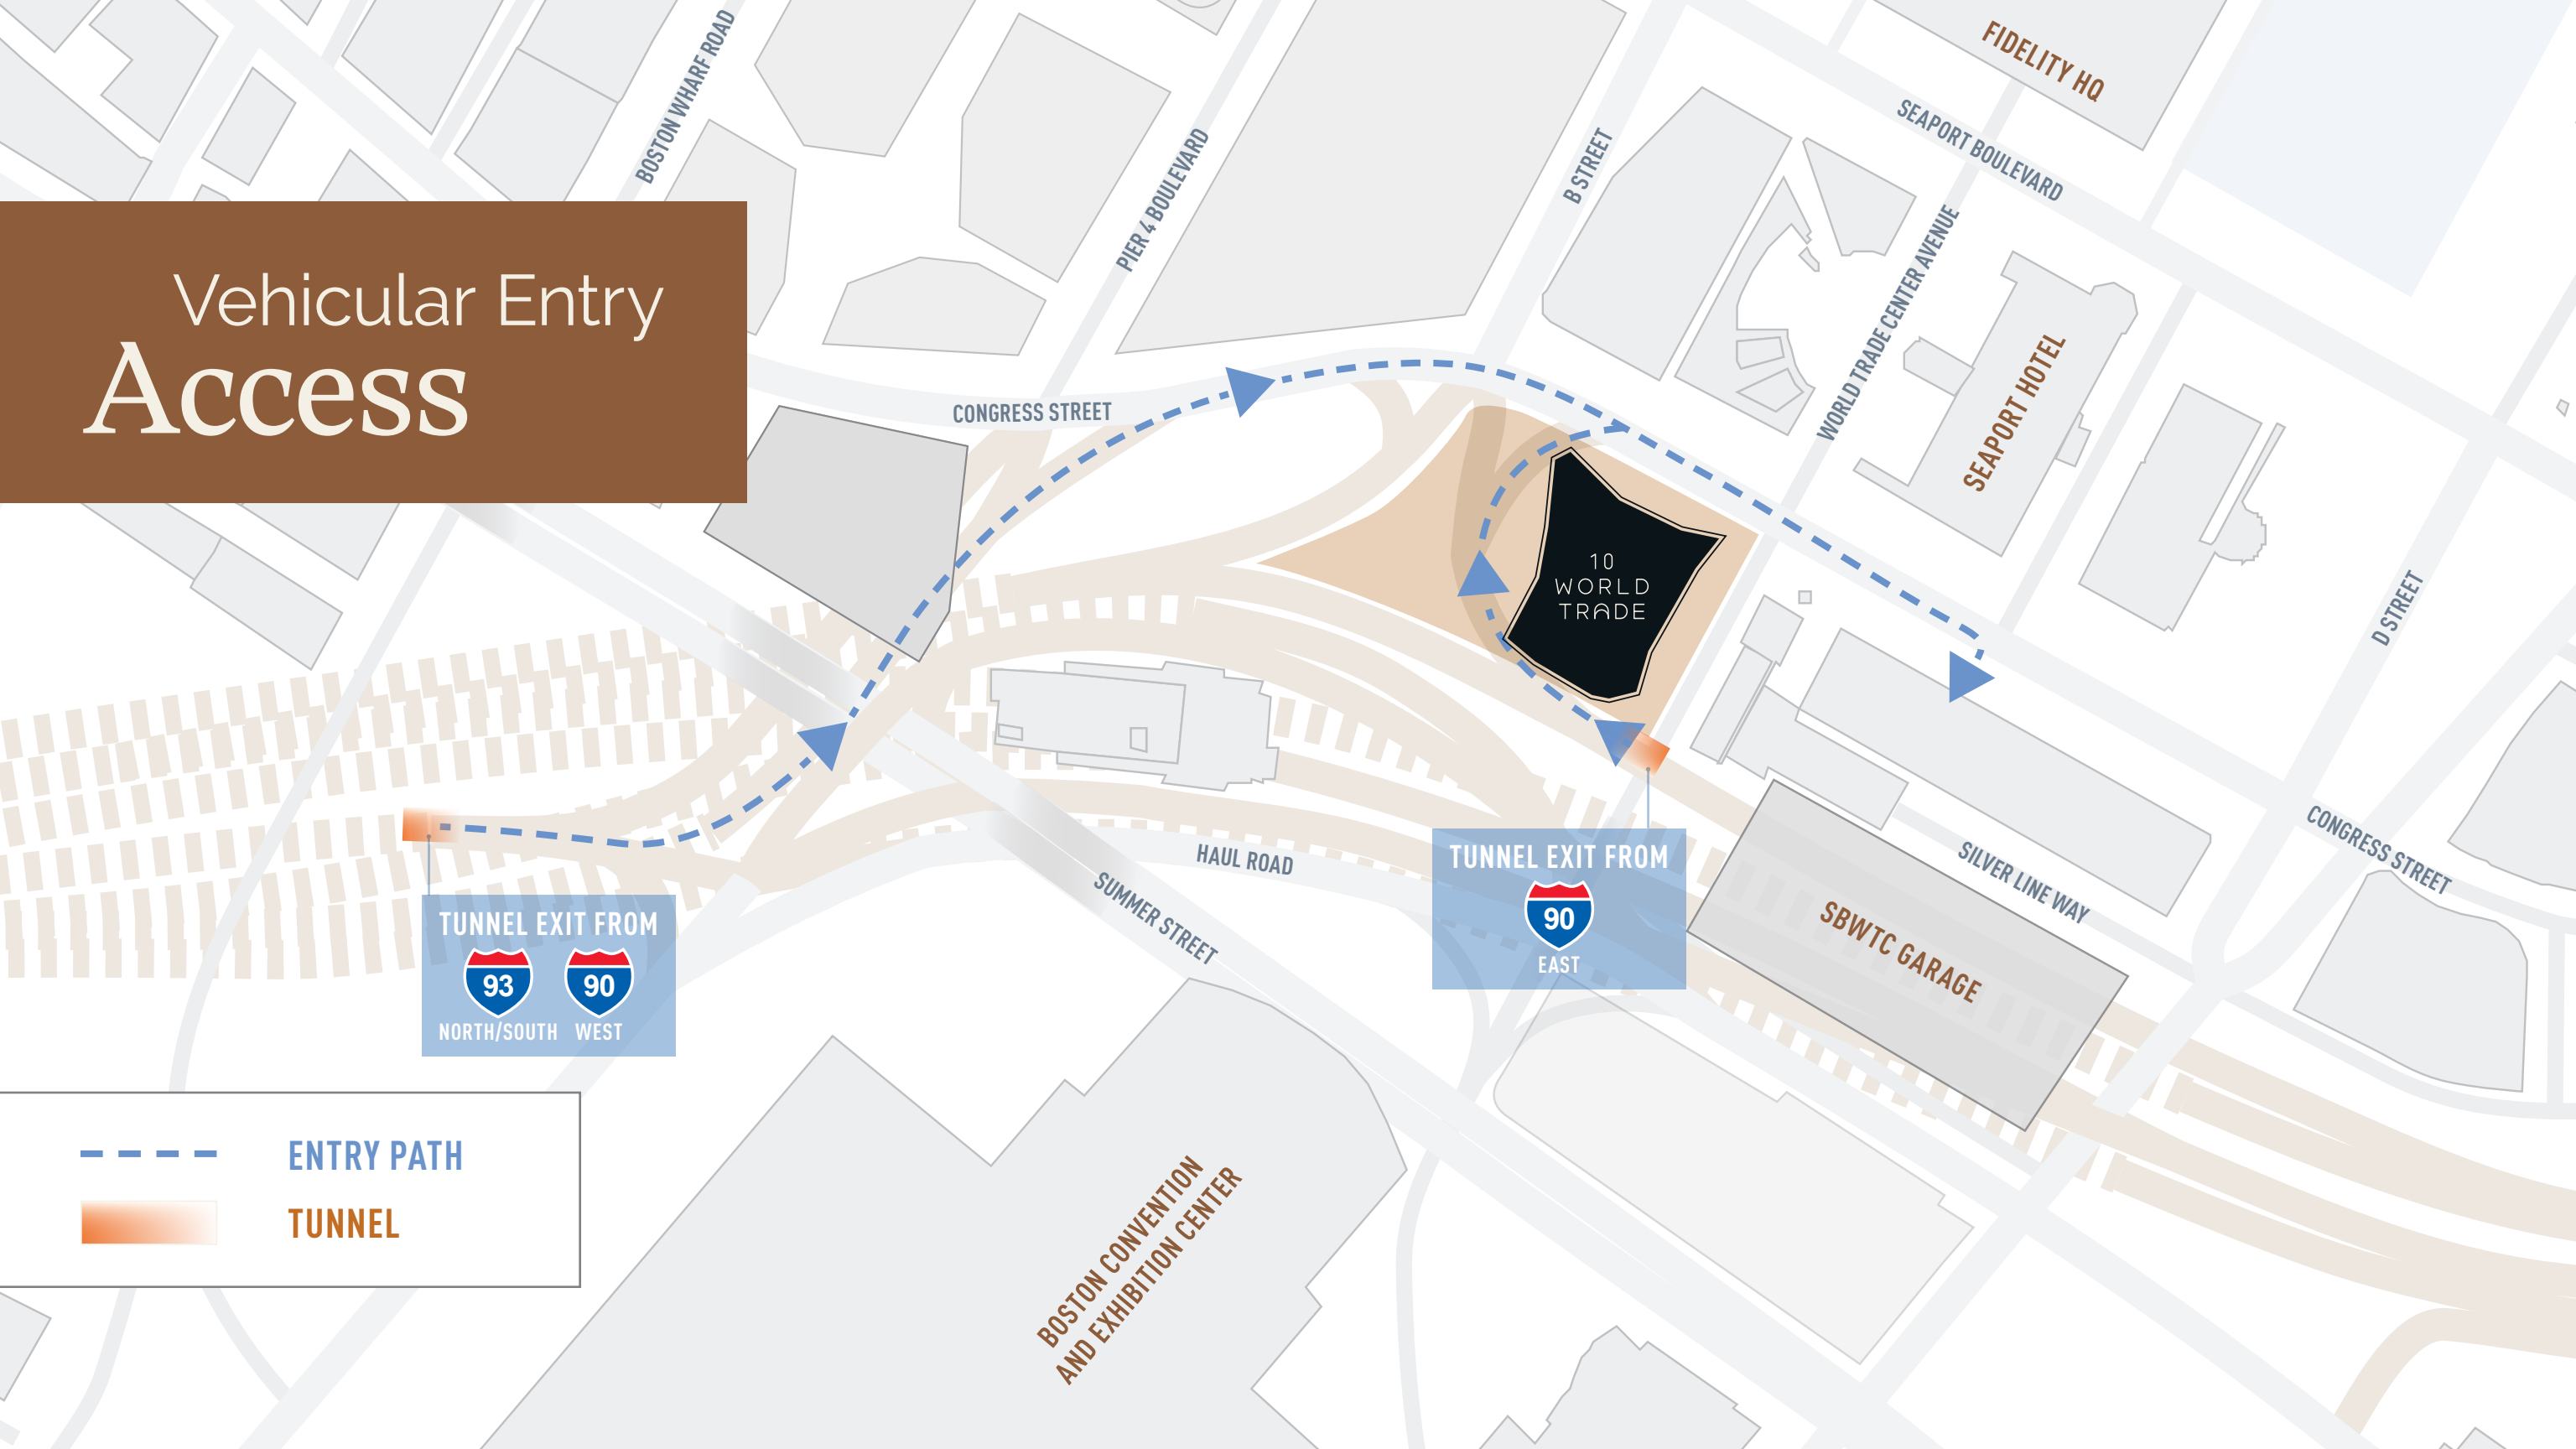 Vehicular Entry
Access
BOSTON WHARF ROAD
PIER 4 BOULEVARD
B STREET
FIDELITY HQ
SEAPORT BOULEVARD
WORLD TRADE CENTER AVENUE
SEAPORT HOTEL
CONGRESS STREET
10
WORLD
TRADE
D STREET
CONGRESS STREET
SILVER LINE WAY
SBWTC GARAGE
HAUL ROAD
SUMMER STREET
TUNNEL EXIT FROM
90
EAST
TUNNEL EXIT FROM
93 90
NORTH/SOUTH WEST
BOSTON CONVENTION
AND EXHIBITION CENTER
ENTRY PATH
TUNNEL